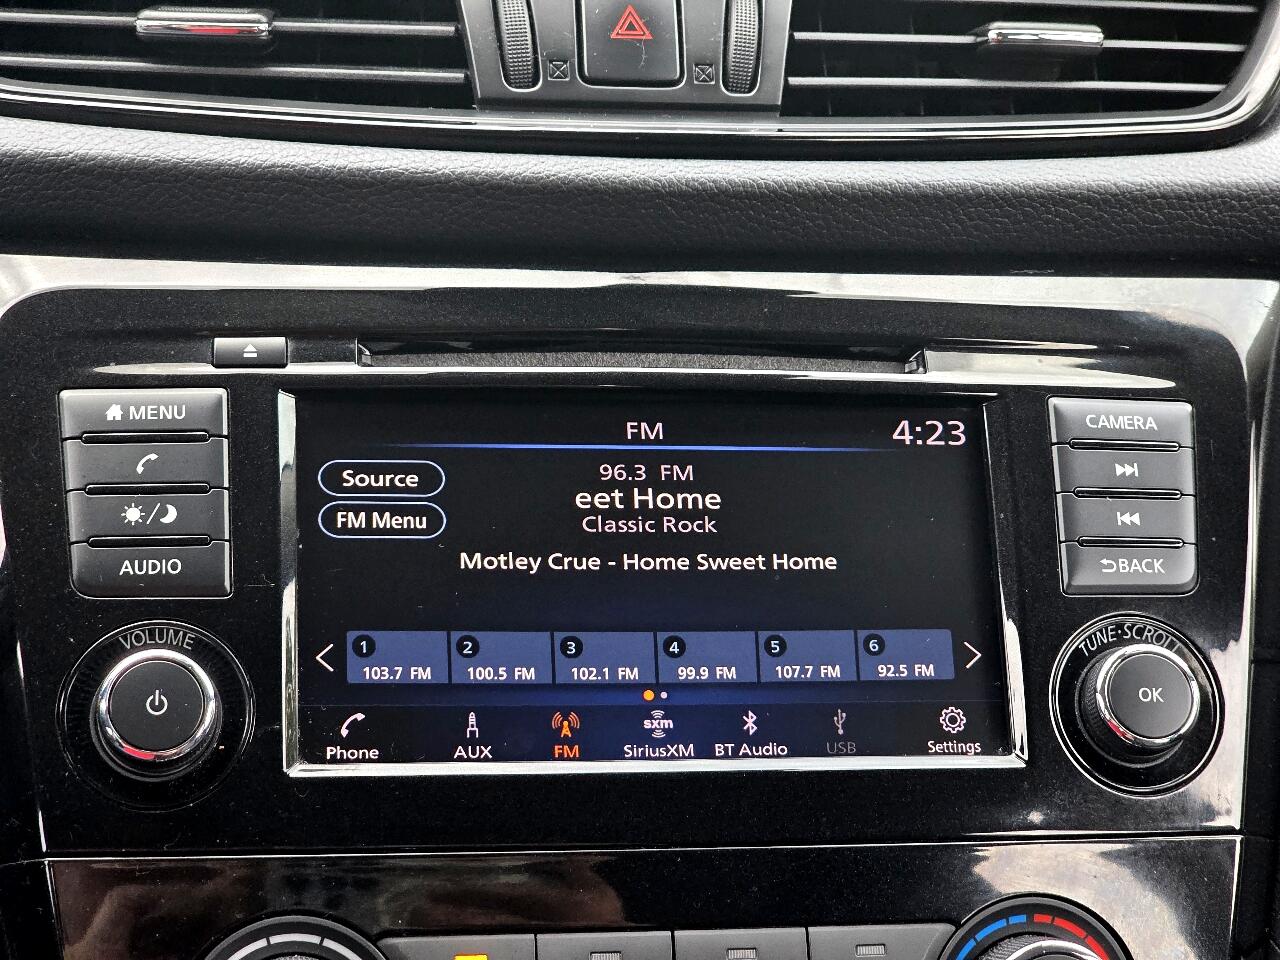 MENU
AUDIO
VOLUME
FM
4:23
Source
96.3 FM
eet Home
FM Menu
Classic Rock
Motley Crue - Home Sweet Home
1
103.7 FM
2
100.5 FM
3
102.1 FM
4
99.9 FM
5
107.7 FM
6
92.5 FM
Phone
AUX
FM
sxm
SiriusXM
BT Audio
USB
Settings
CAMERA
BACK
TUNE·SCROLL
OK